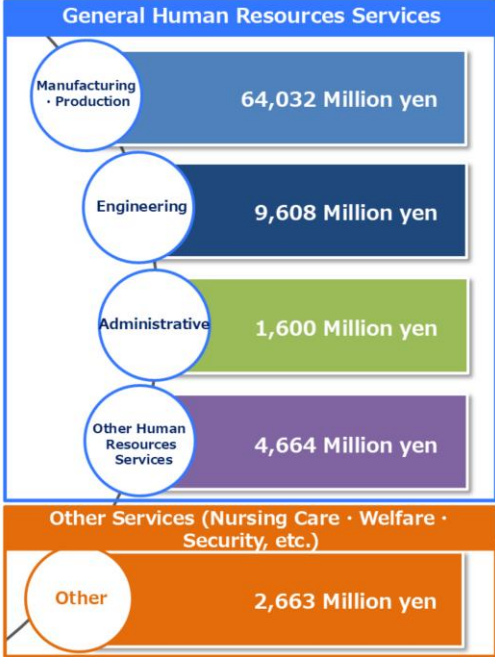 General Human Resources Services
Manufacturing
・Production
64,032 Million yen
Engineering
9,608 Million yen
Administrative
1,600 Million yen
Other Human
Resources
Services
4,664 Million yen
Other Services (Nursing Care・Welfare・
Security, etc.)
Other
2,663 Million yen